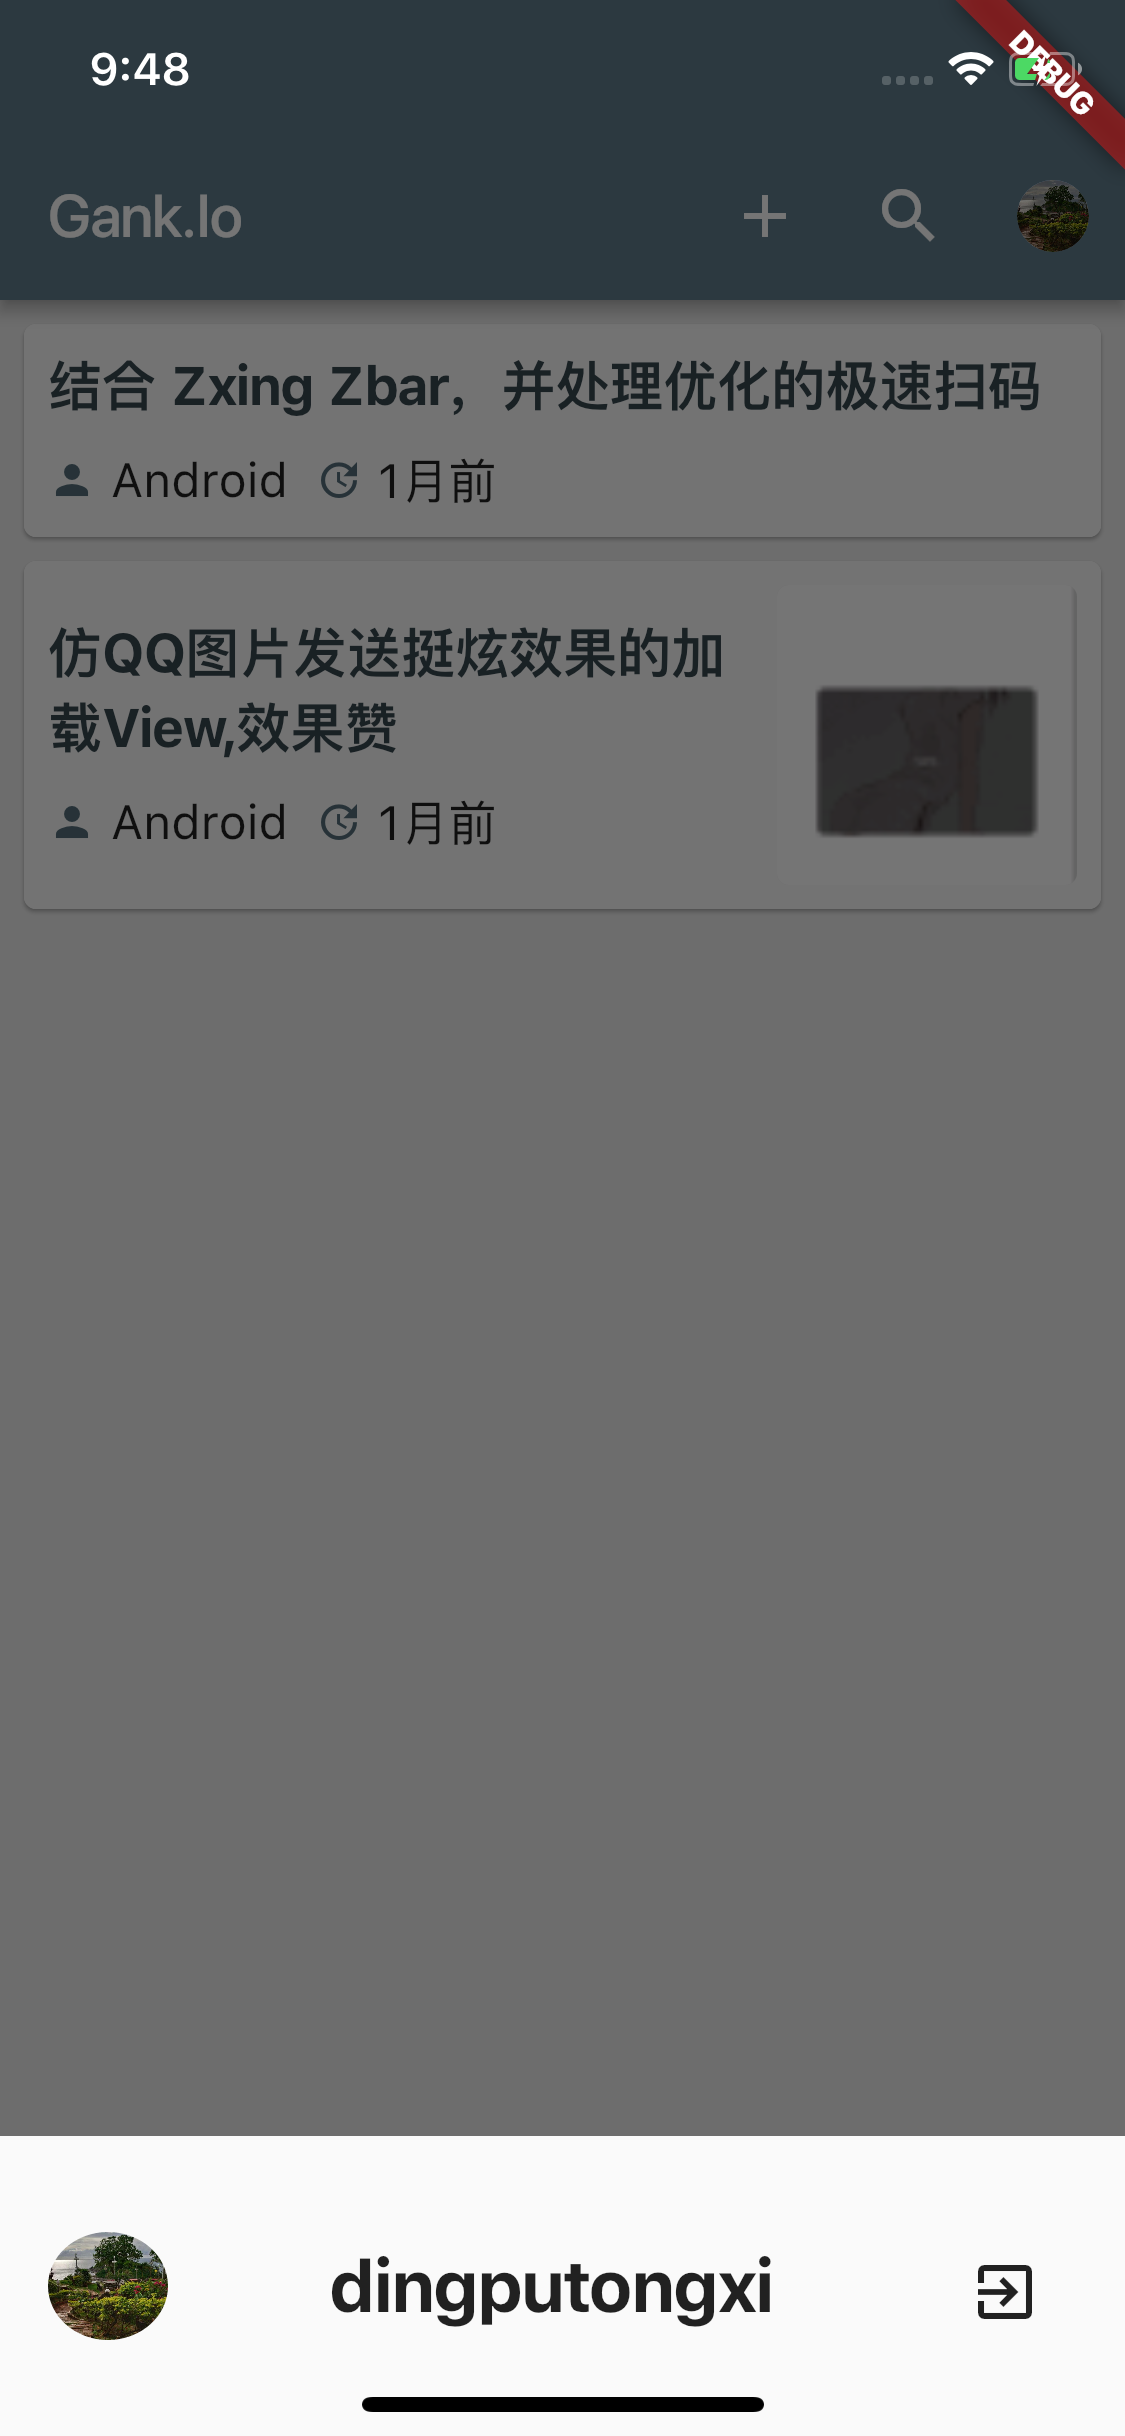 9:48
DEBUG
Gank.Io
结合 Zxing Zbar，并处理优化的极速扫码
Android 1月前
仿QQ图片发送挺炫效果的加
载View,效果赞
Android 1月前
dingputongxi